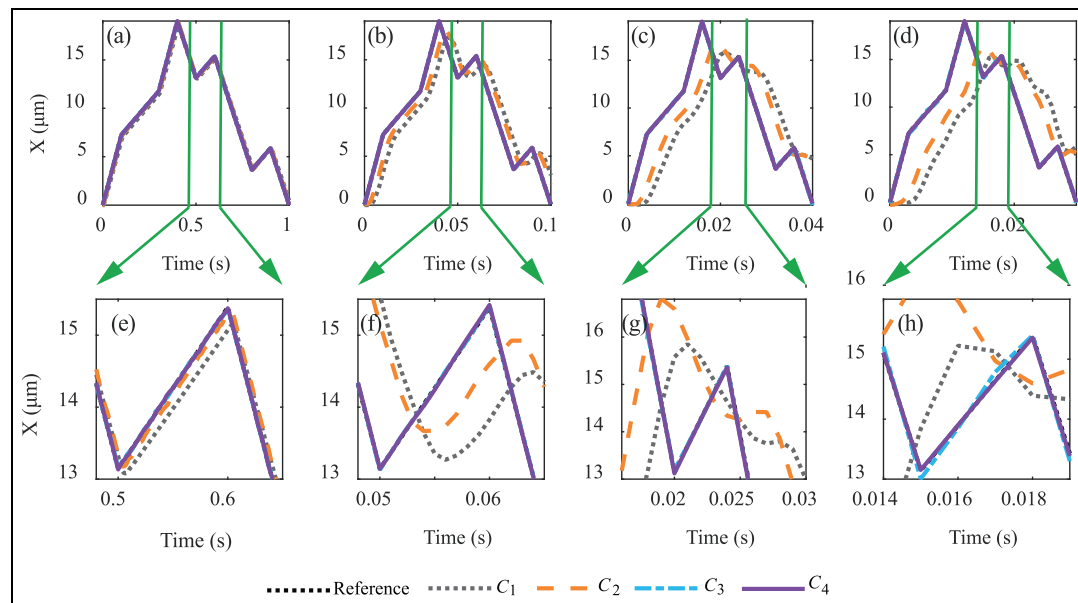 (a) (b) (c) (d)
X (μm)
15 15 15 15
10 10 10 10
5 5 5 5
0 0 0 0
0 0.5 1 0 0.05 0.1 0 0.02 0.04 0 0.02
Time (s) Time (s) Time (s) Time (s)
(e) (f) (g) (h)
X (μm)
15 15 16 16
14 14 15 15
13 13 14 14
13 13
0.5 0.6 0.05 0.06 0.02 0.025 0.03 0.014 0.016 0.018
Time (s) Time (s) Time (s) Time (s)
Reference C1 C2 C3 C4